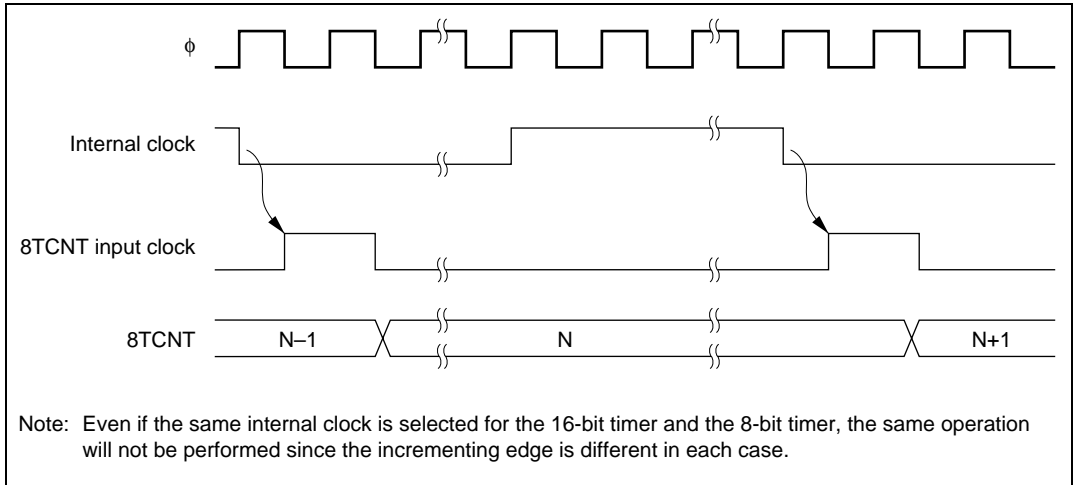 ϕ
Internal clock
8TCNT input clock
8TCNT
N–1
N
N+1
Note: Even if the same internal clock is selected for the 16-bit timer and the 8-bit timer, the same operation
will not be performed since the incrementing edge is different in each case.